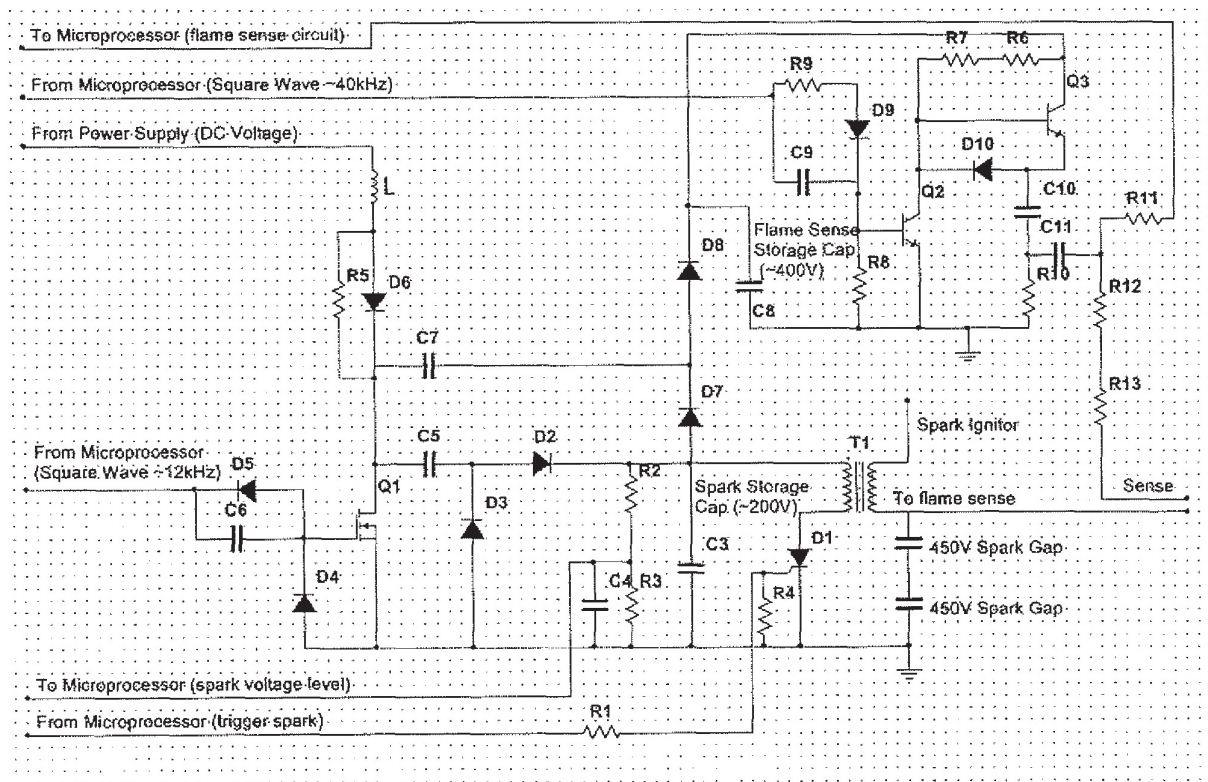 To Microprocessor (flame sense circuit)
From Microprocessor (Square Wave ~40kHz)
From Power Supply (DC Voltage)
L
R5
D6
C7
C5
D2
From Microprocessor
(Square Wave ~12kHz)
D5
C6
Q1
D4
D3
R2
C4
R3
To Microprocessor (spark voltage level)
From Microprocessor (trigger spark)
R1
R9
D9
C9
R7
R6
Q3
D10
Q2
C10
C11
R11
D8
Flame Sense
Storage Cap
(~400V)
C8
R8
R10
R12
R13
D7
Spark Ignitor
T1
Sense
To flame sense
Spark Storage
Cap (~200V)
D1
C3
R4
450V Spark Gap
450V Spark Gap